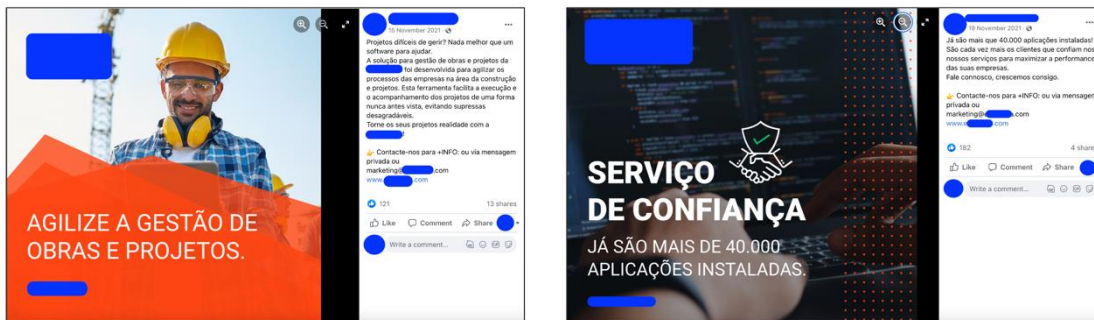 AGILIZE A GESTÃO DE
OBRAS E PROJETOS.
15 November 2021
Projetos difíceis de gerir? Nada melhor que um
software para ajudar.
A solução para gestão de obras e projetos da
foi desenvolvida para agilizar os
processos das empresas na área da construção
e projetos. Esta ferramenta facilita a execução e
o acompanhamento dos projetos de uma forma
nunca antes vista, evitando supressas
desagradáveis.
Torne os seus projetos realidade com a
!
Contacte-nos para +INFO: ou via mensagem
privada ou
marketing@ .com
www. .com
121 13 shares
Like Comment Share
Write a comment...
SERVIÇO
DE CONFIANÇA
JÁ SÃO MAIS DE 40.000
APLICAÇÕES INSTALADAS.
19 November 2021
Já são mais que 40.000 aplicações instaladas!
São cada vez mais os clientes que confiam nos
nossos serviços para maximizar a performance
das suas empresas.
Fale connosco, crescemos consigo.
Contacte-nos para +INFO: ou via mensagem
privada ou
marketing@ .com
www. .com
182 4 share
Like Comment Share
Write a comment...